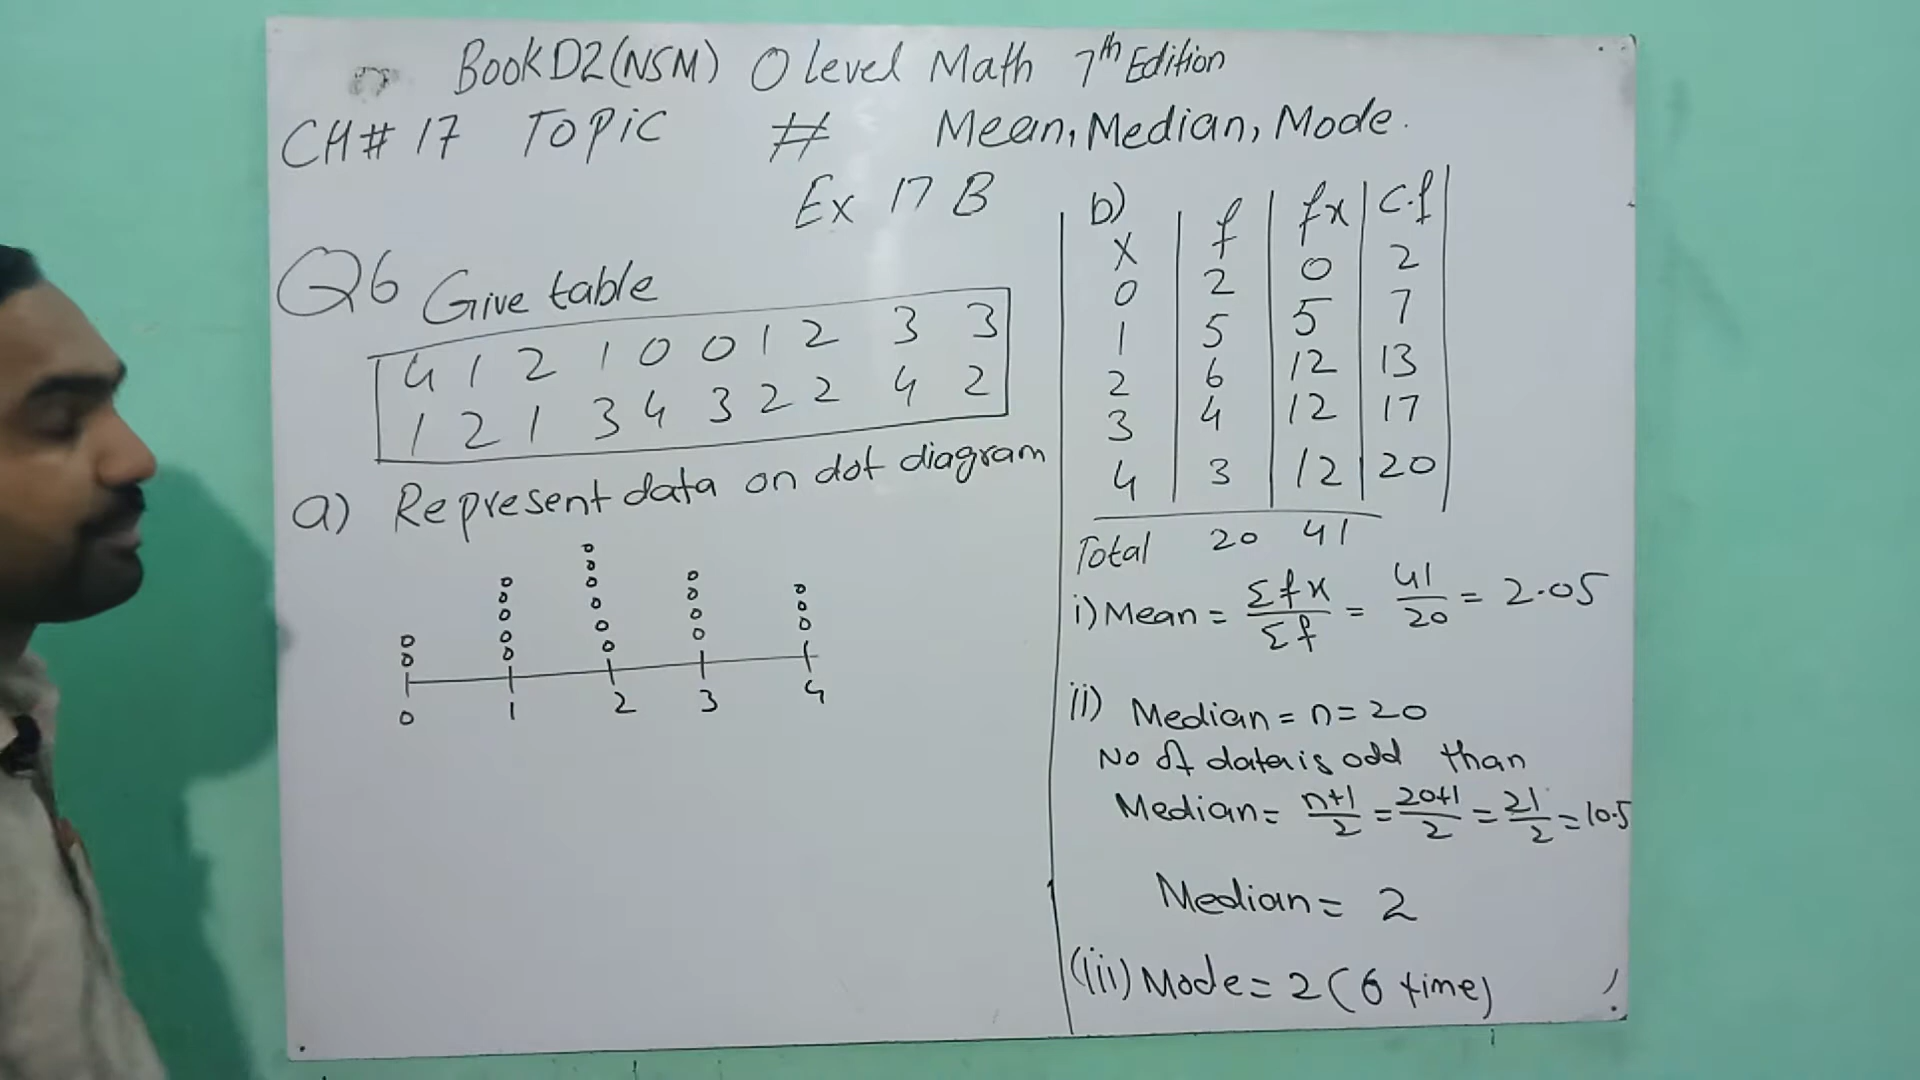 Book D2 (NSM) O level Math 7th Edition
CH# 17 Topic # Mean, Median, Mode.
Ex 17 B
Q6 Give table
4 1 2 1 0 0 1 2 3 3
1 2 1 3 4 3 2 2 4 2
a) Represent data on dot diagram
0 1 2 3 4
b)
X f fx c.f
0 2 0 2
1 5 5 7
2 6 12 13
3 4 12 17
4 3 12 20
Total 20 41
i) Mean = Σfx/Σf = 41/20 = 2.05
ii) Median = n = 20
No of data is odd than
Median = n+1/2 = 20+1/2 = 21/2 = 10.5
Median = 2
(iii) Mode = 2 (6 time)